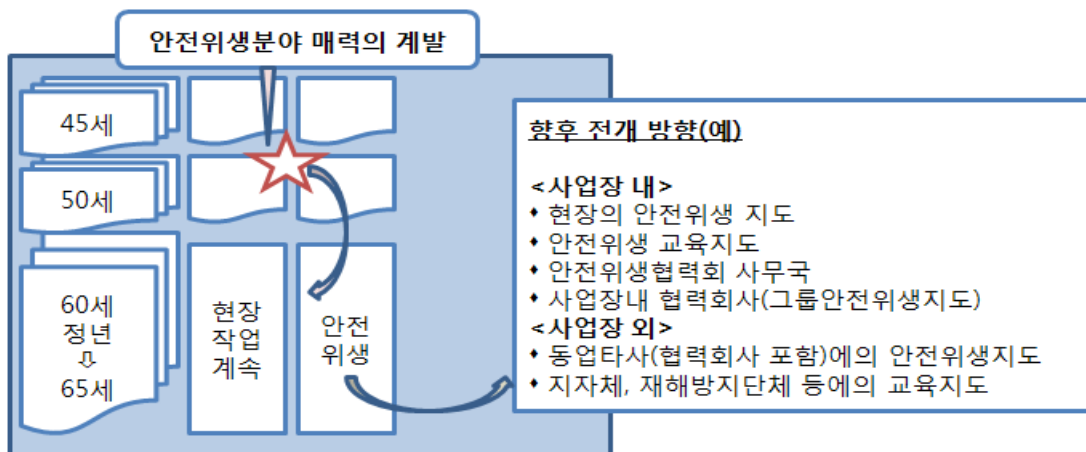 안전위생분야 매력의 계발
45세
50세
60세
정년
⇩
65세
현장
작업
계속
안전
위생
향후 전개 방향(예)
<사업장 내>
♦ 현장의 안전위생 지도
♦ 안전위생 교육지도
♦ 안전위생협력회 사무국
♦ 사업장내 협력회사(그룹안전위생지도)
<사업장 외>
♦ 동업타사(협력회사 포함)에의 안전위생지도
♦ 지자체, 재해방지단체 등에의 교육지도